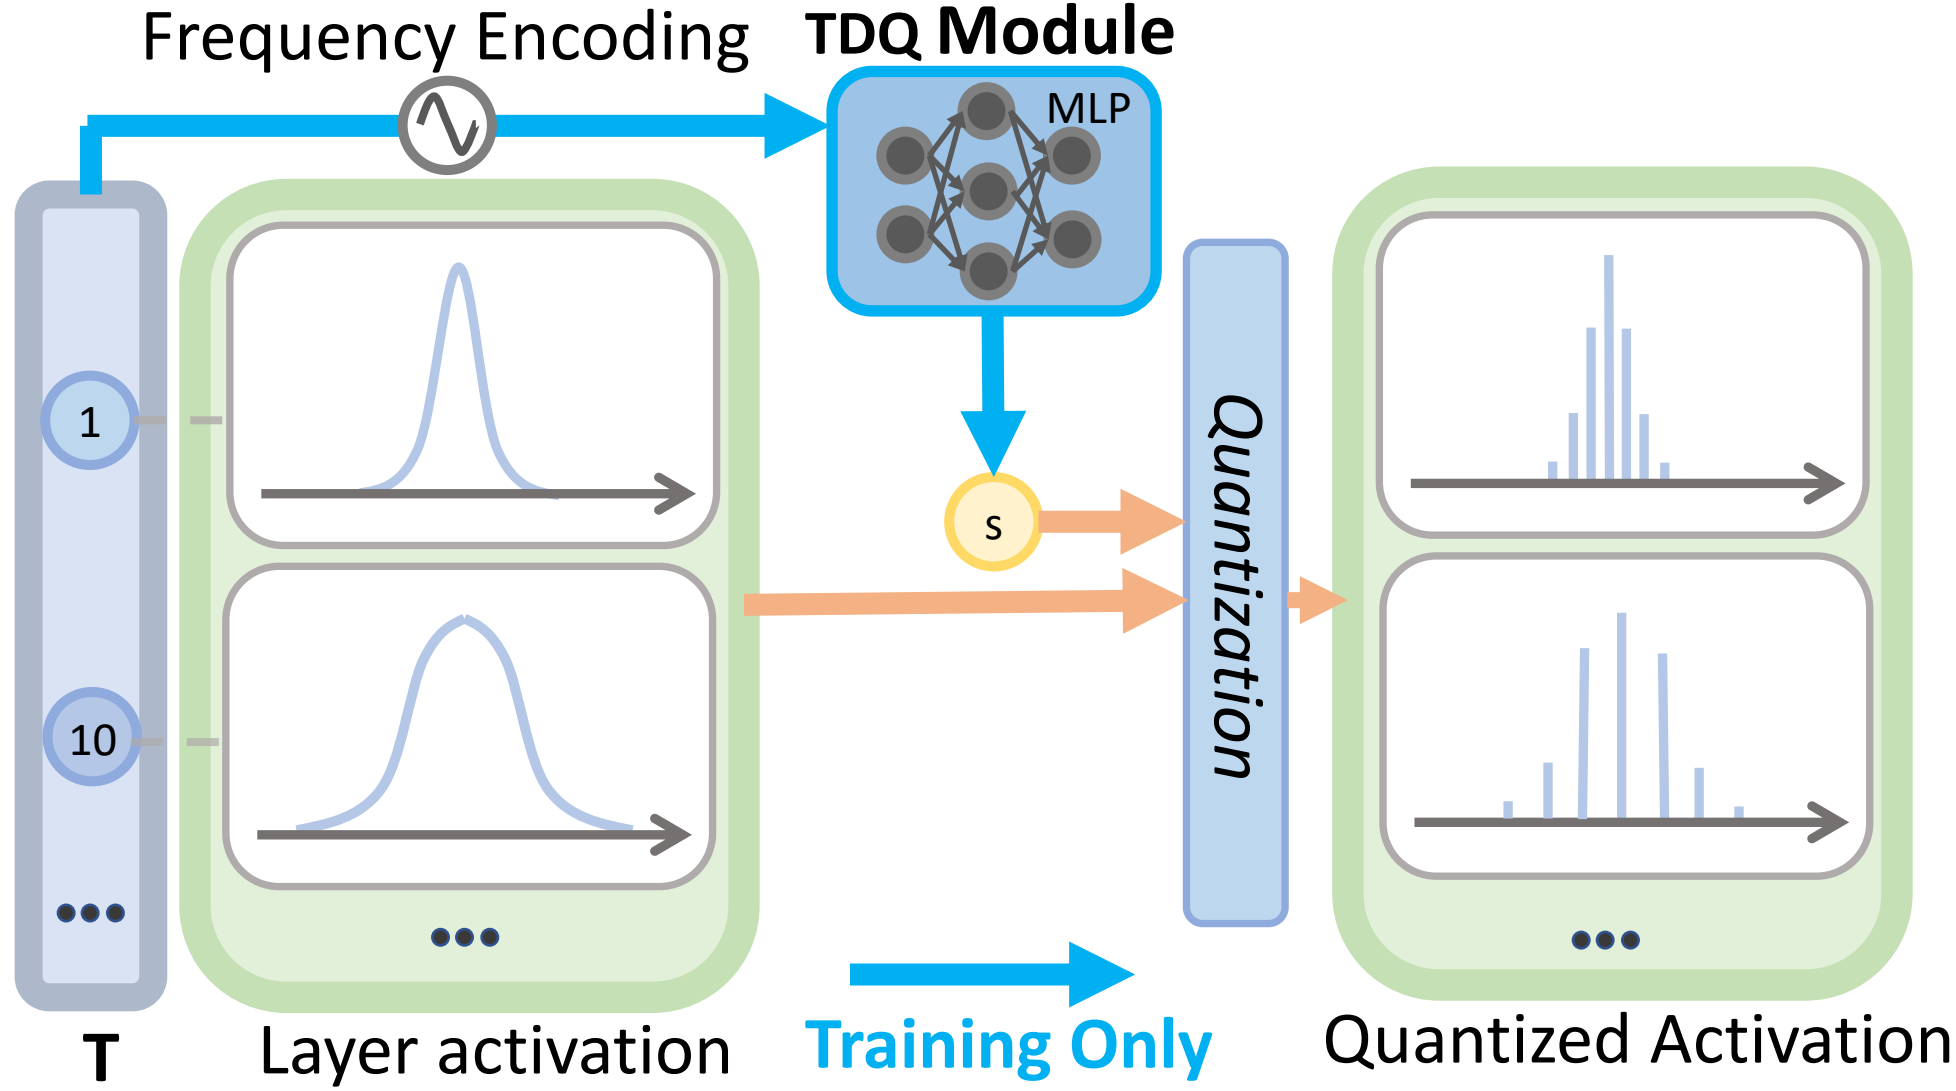 Frequency Encoding
TDQ Module
MLP
1
10
s
Quantization
T
Layer activation
Training Only
Quantized Activation